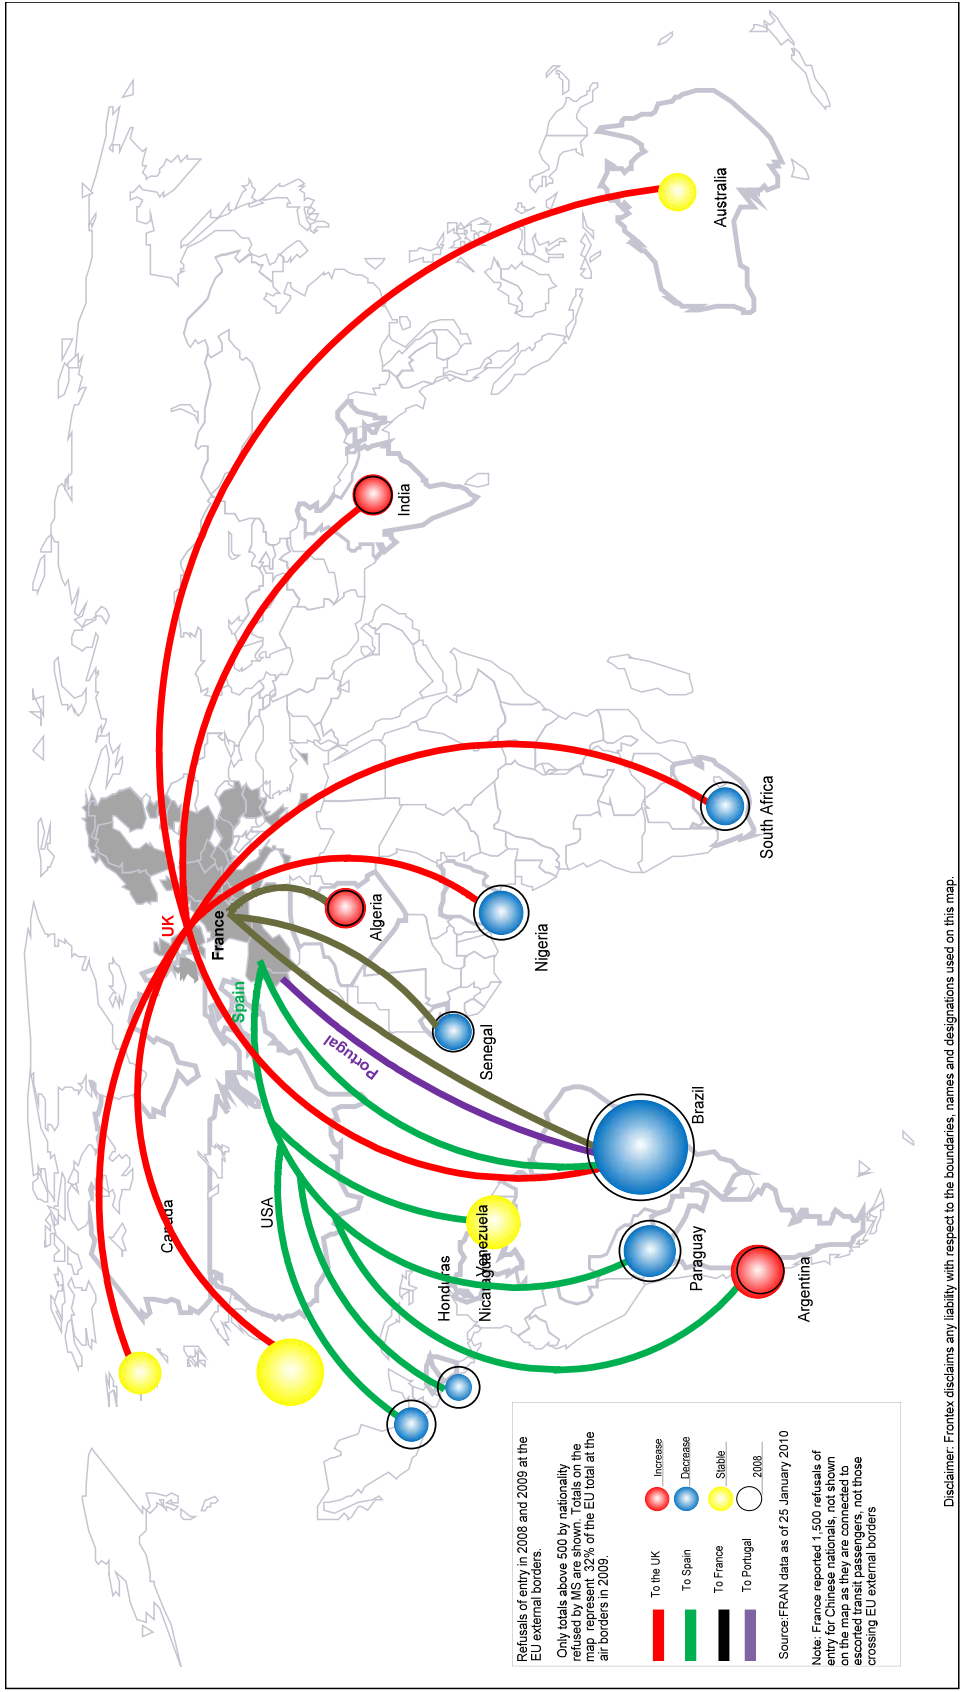 Canada
USA
Honduras
Nicaragua
Venezuela
Paraguay
Argentina
Brazil
Portugal
Spain
UK
France
Senegal
Algeria
Nigeria
South Africa
India
Australia
Refusals of entry in 2008 and 2009 at the
EU external borders.
Only totals above 500 by nationality
refused by MS are shown. Totals on the
map represent 32% of the EU total at the
air borders in 2009.
To the UK
Increase
To Spain
Decrease
To France
Stable
To Portugal
2008
Source:FRAN data as of 25 January 2010
Note: France reported 1,500 refusals of
entry for Chinese nationals, not shown
on the map as they are connected to
escorted transit passengers, not those
crossing EU external borders
Disclaimer: Frontex disclaims any liability with respect to the boundaries, names and designations used on this map.